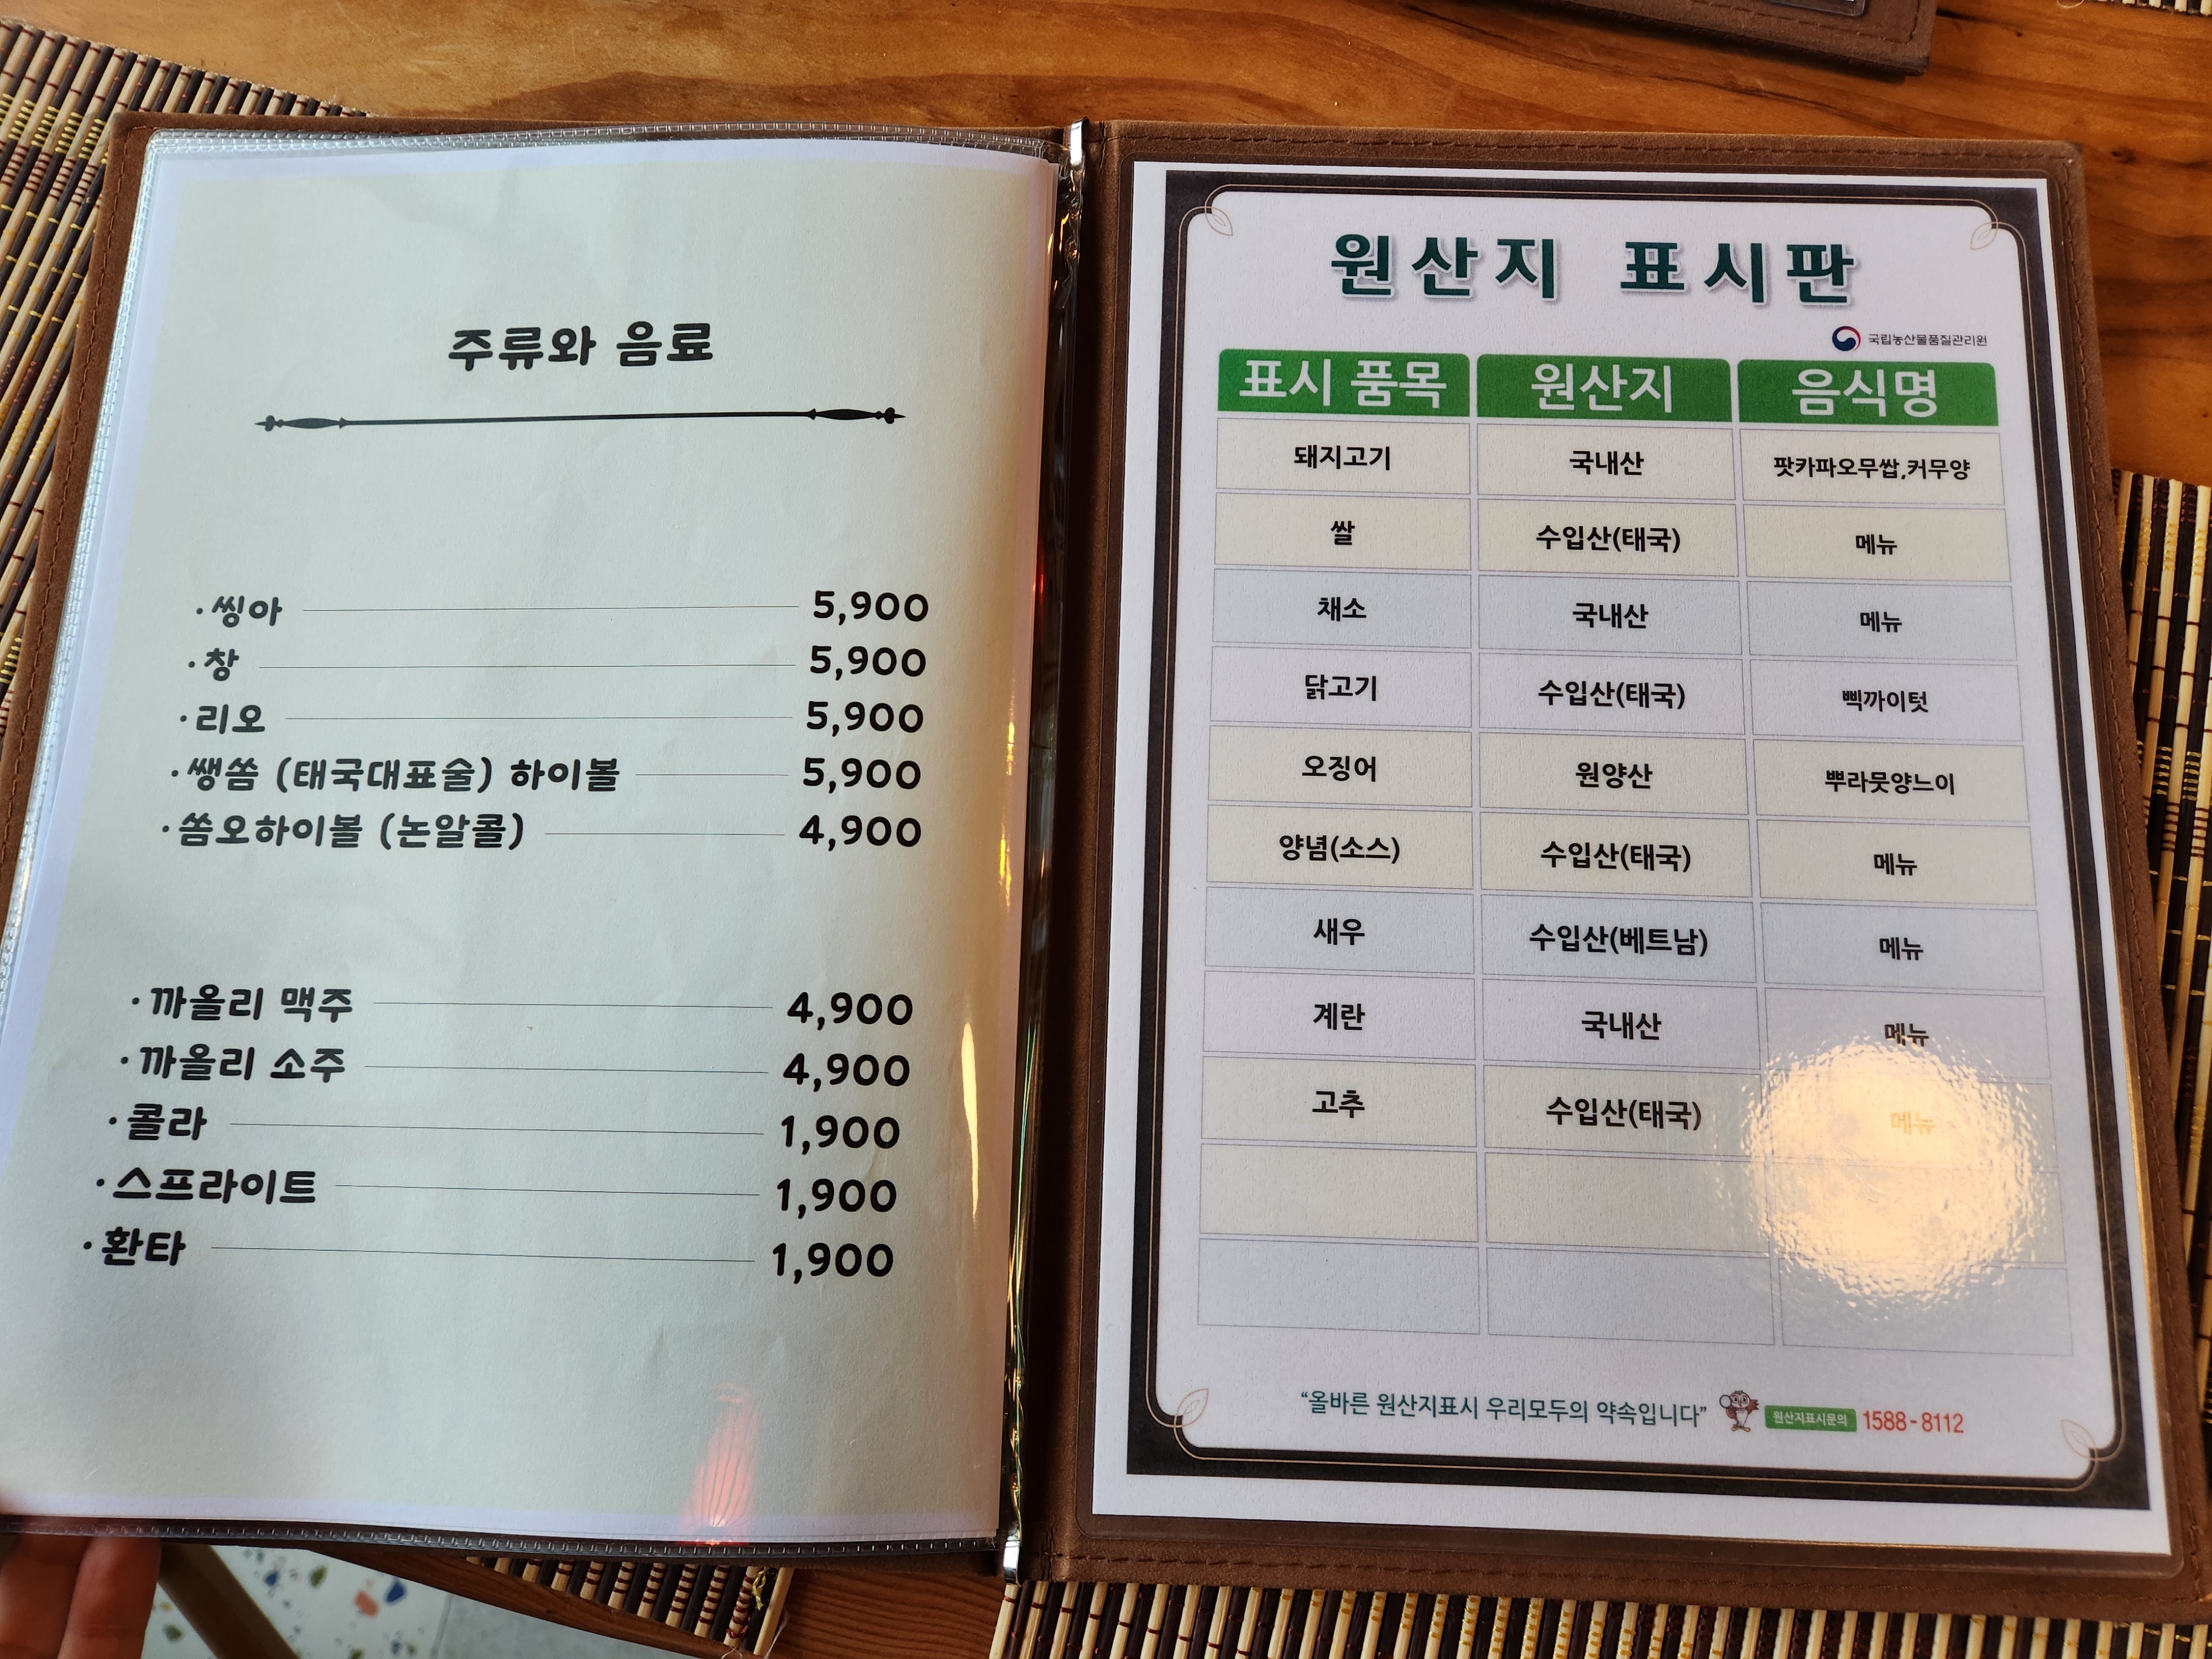 주류와 음료
·씽아 5,900
·창 5,900
·리오 5,900
·쌩쏨 (태국대표술) 하이볼 5,900
·쏨오하이볼 (논알콜) 4,900
·까올리 맥주 4,900
·까올리 소주 4,900
·콜라 1,900
·스프라이트 1,900
·환타 1,900
원산지 표시판
국립농산물품질관리원
표시 품목 원산지 음식명
돼지고기 국내산 팟카파오무쌉,커무양
쌀 수입산(태국) 메뉴
채소 국내산 메뉴
닭고기 수입산(태국) 삑까이텃
오징어 원양산 뿌라믓양느이
양념(소스) 수입산(태국) 메뉴
새우 수입산(베트남) 메뉴
계란 국내산 메뉴
고추 수입산(태국) 메뉴
“올바른 원산지표시 우리모두의 약속입니다” 원산지표시문의 1588-8112